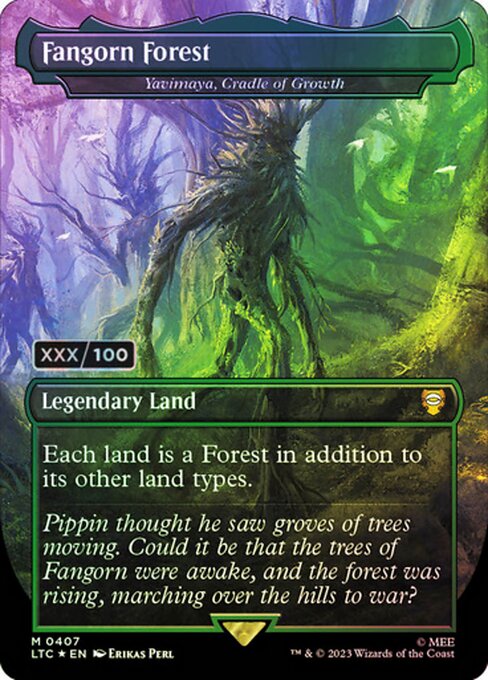 Fangorn Forest
Yavimaya, Cradle of Growth
XXX/100
Legendary Land
Each land is a Forest in addition to
its other land types.
Pippin thought he saw groves of trees
moving. Could it be that the trees of
Fangorn were awake, and the forest was
rising, marching over the hills to war?
M 0407
© MEE
LTC ★ EN Erikas Perl
™ & © 2023 Wizards of the Coast